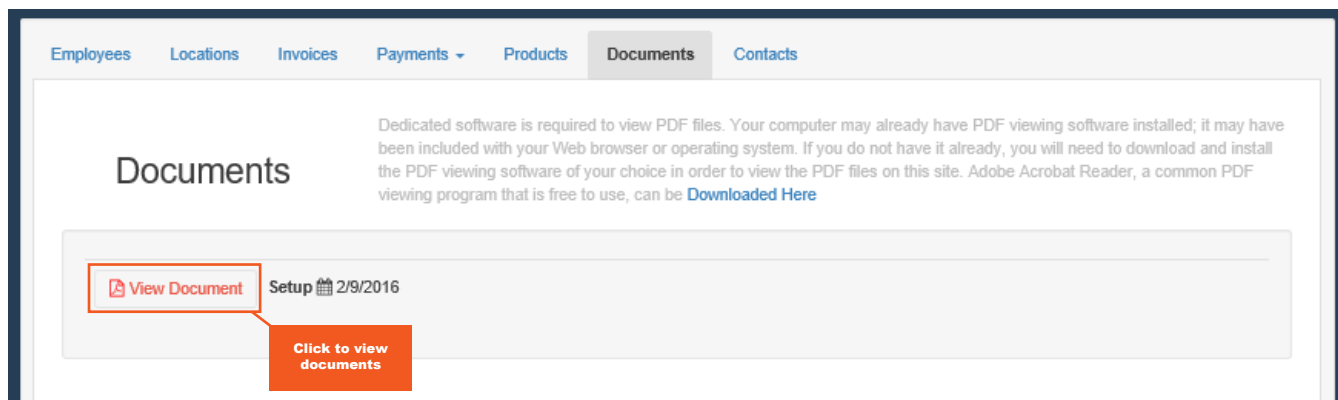 Employees Locations Invoices Payments Products Documents Contacts
Documents
Dedicated software is required to view PDF files. Your computer may already have PDF viewing software installed; it may have
been included with your Web browser or operating system. If you do not have it already, you will need to download and install
the PDF viewing software of your choice in order to view the PDF files on this site. Adobe Acrobat Reader, a common PDF
viewing program that is free to use, can be Downloaded Here
View Document Setup 2/9/2016
Click to view
documents